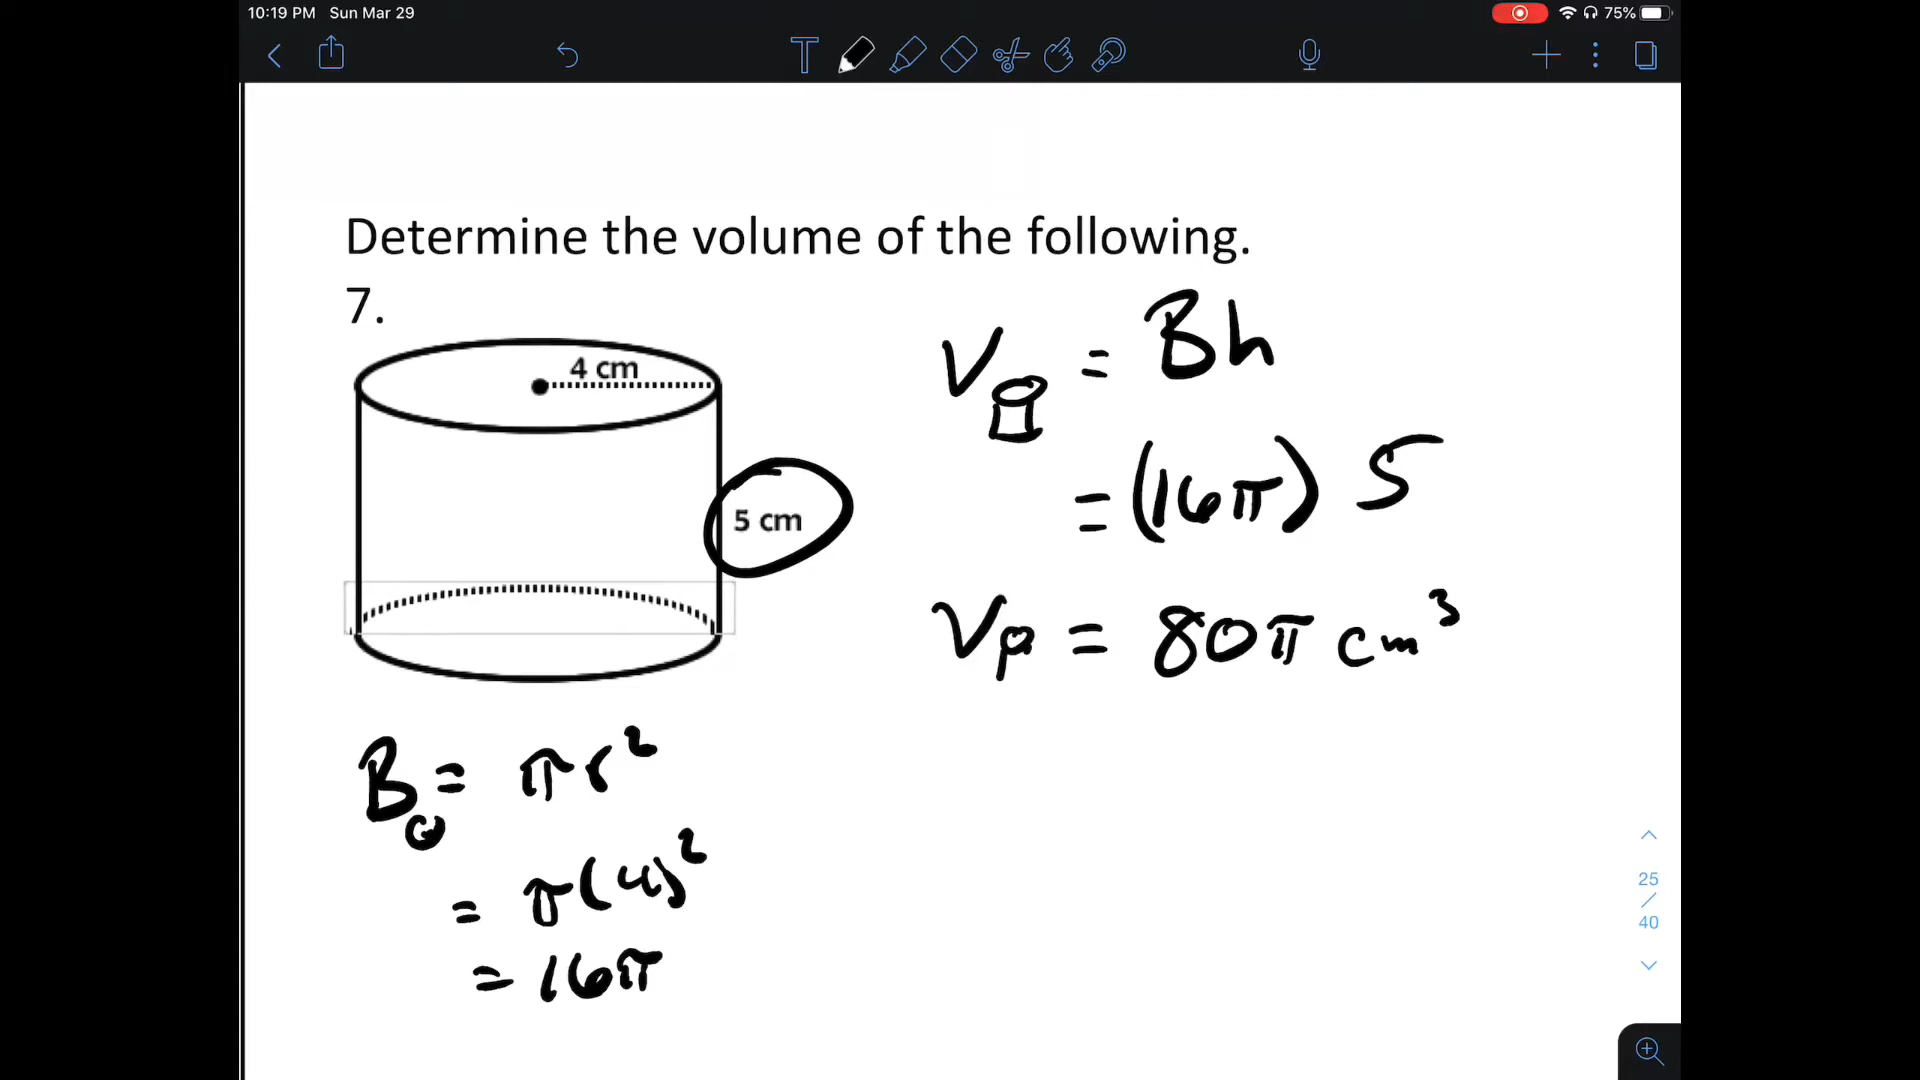 10:19 PM Sun Mar 29
75%
T
Determine the volume of the following.
7.
4 cm
5 cm
V = Bh
= (16π) 5
V = 80π cm³
B = πr²
= π(4)²
= 16π
25
/
40